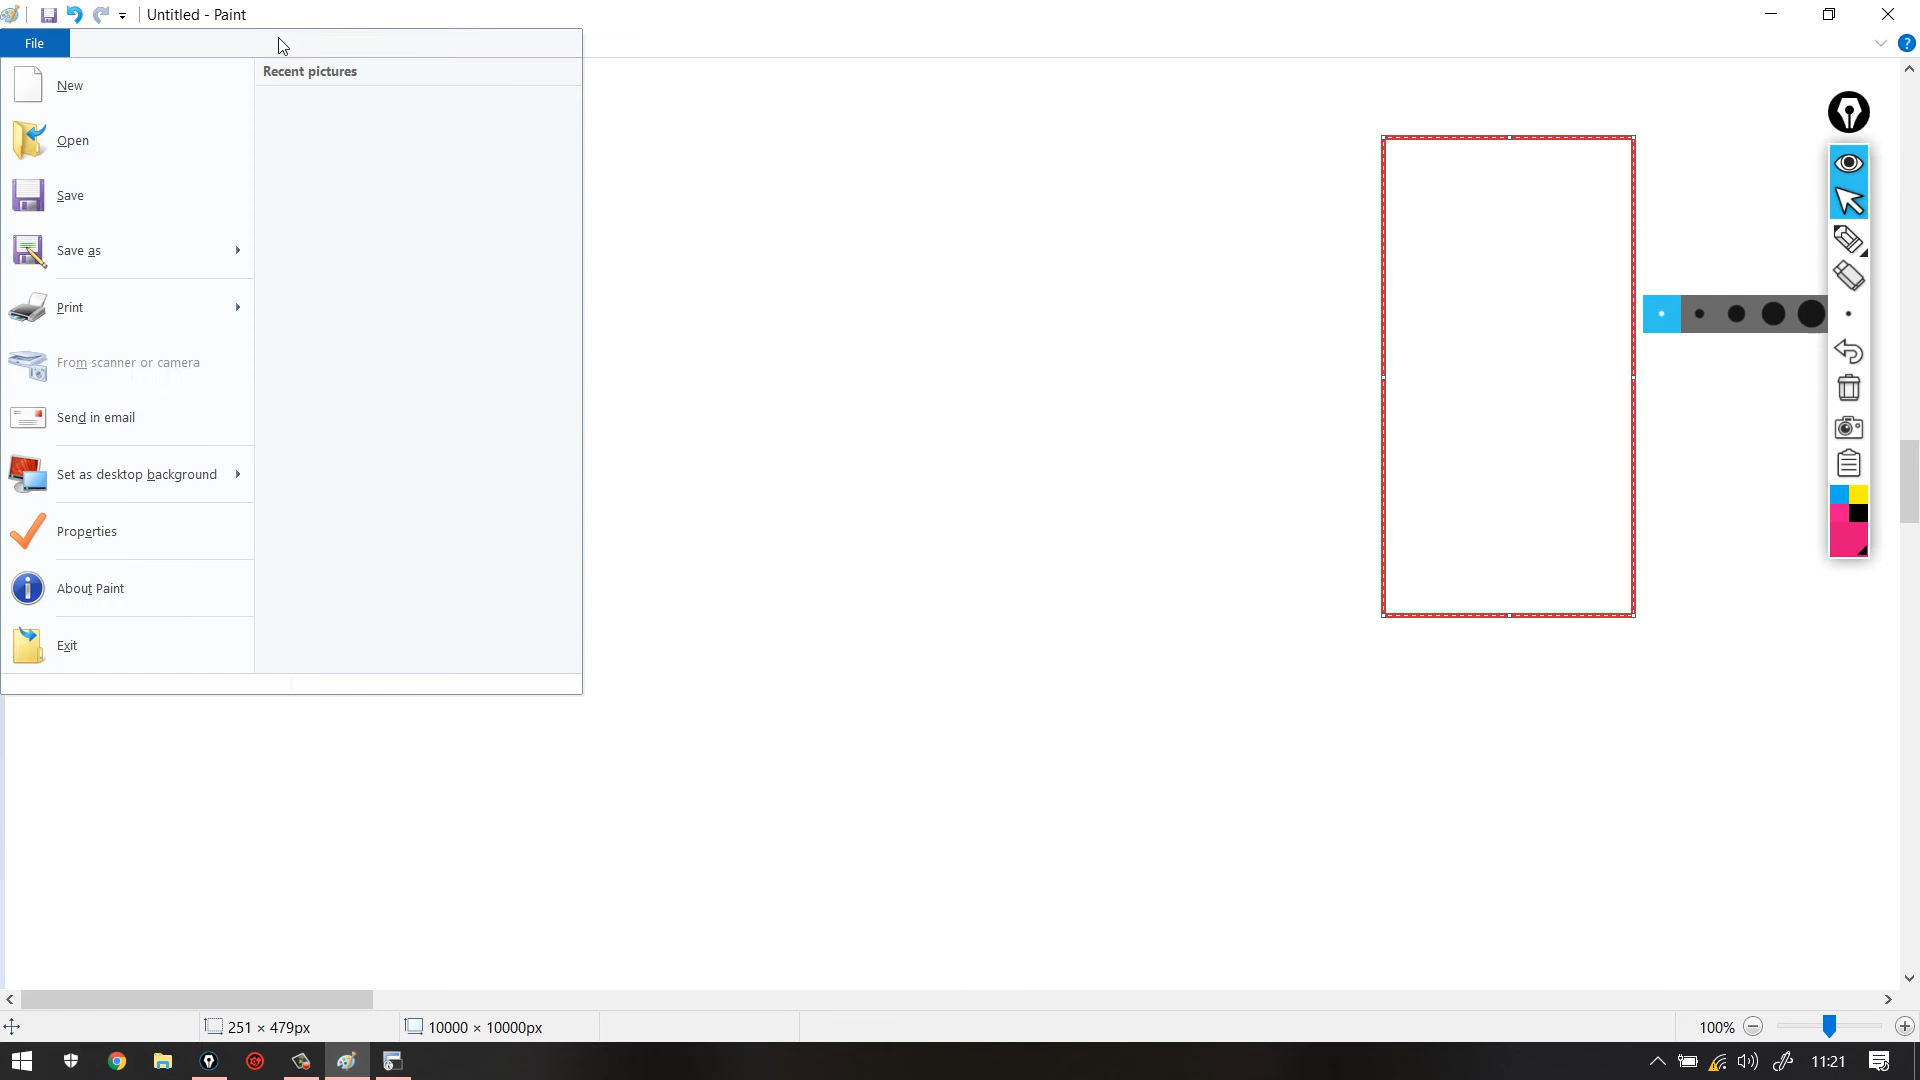 Untitled - Paint
File
Recent pictures
New
Open
Save
Save as
Print
From scanner or camera
Send in email
Set as desktop background
Properties
About Paint
Exit
251 × 479px
10000 × 10000px
100%
11:21